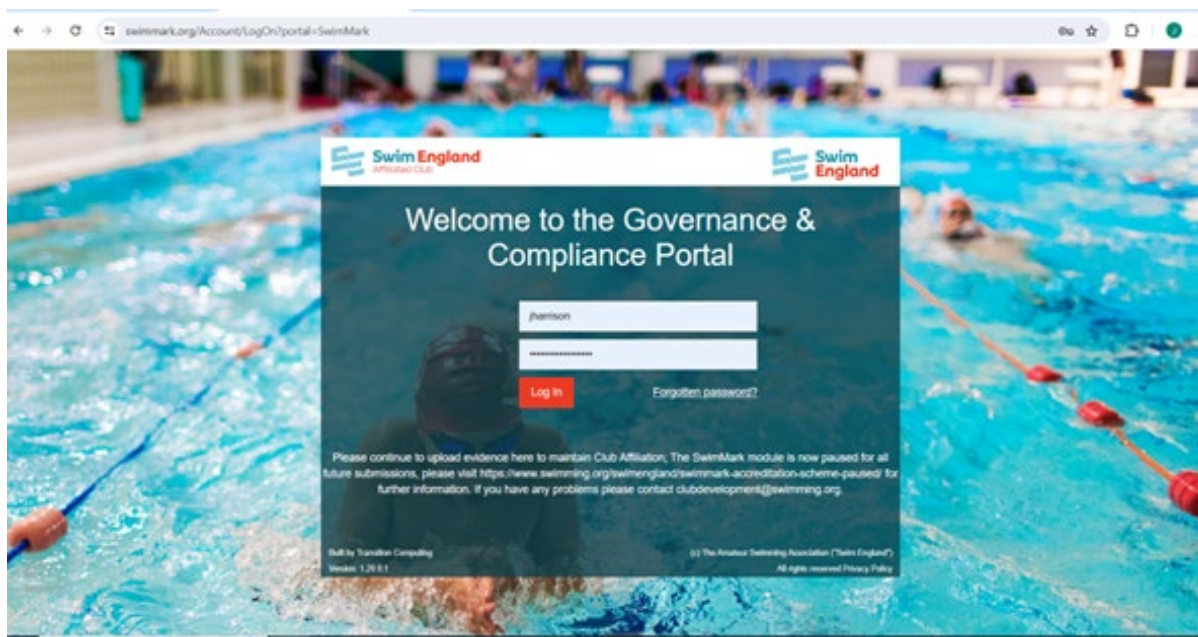 swimmark.org/Account/LogOn?portal=SwimMark
Swim England
Affiliated Club
Swim
England
Welcome to the Governance &
Compliance Portal
jharrison
Log In
Forgotten password?
Please continue to upload evidence here to maintain Club Affiliation; The SwimMark module is now paused for all
future submissions, please visit https://www.swimming.org/swimengland/swimmark-accreditation-scheme-paused/ for
further information. If you have any problems please contact clubdevelopment@swimming.org.
Built by Transition Computing
(c) The Amateur Swimming Association ("Swim England")
Version:
All rights reserved Privacy Policy